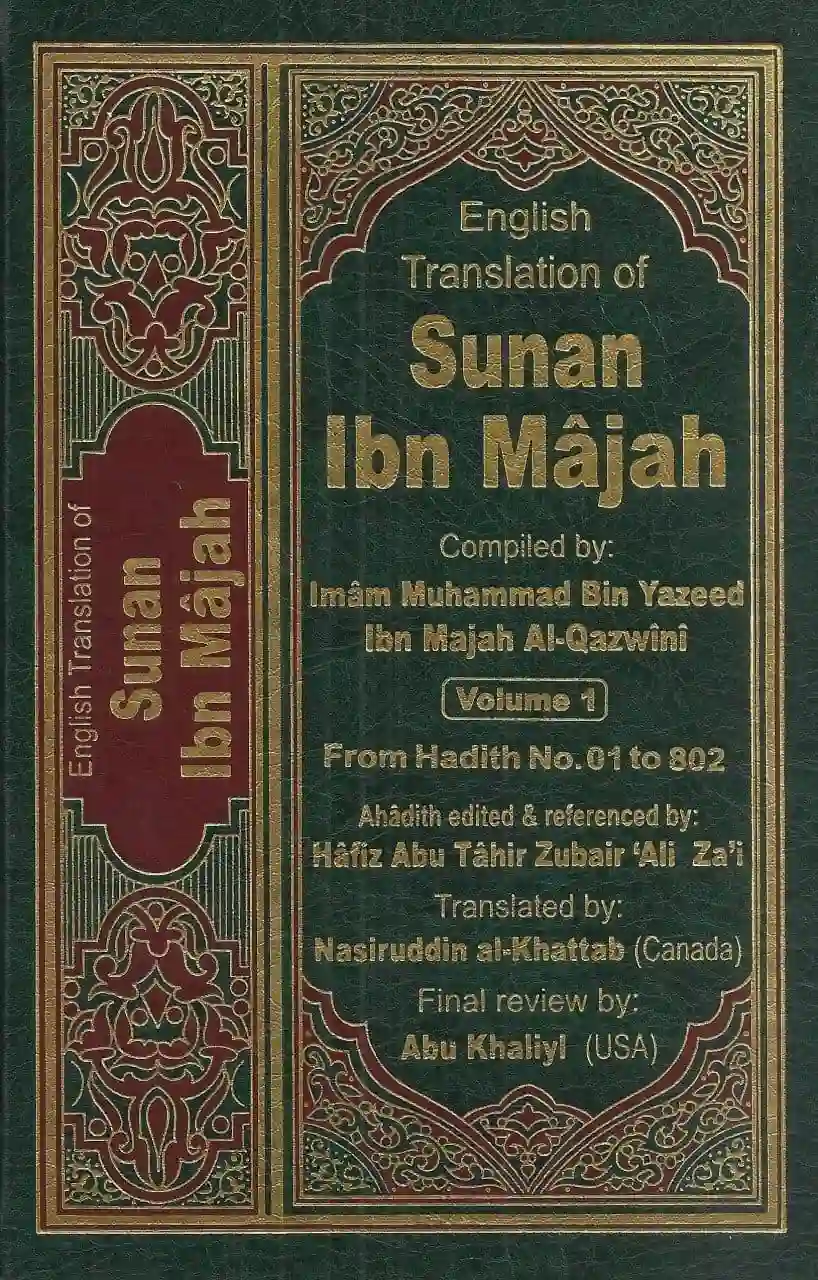 English Translation of
Sunan
Ibn Mâjah
English
Translation of
Sunan
Ibn Mâjah
Compiled by:
Imâm Muhammad Bin Yazeed
Ibn Majah Al-Qazwînî
Volume 1
From Hadith No. 01 to 802
Ahâdith edited & referenced by:
Hâfiz Abu Tâhir Zubair ‘Ali Za’i
Translated by:
Nasiruddin al-Khattab (Canada)
Final review by:
Abu Khaliyl (USA)